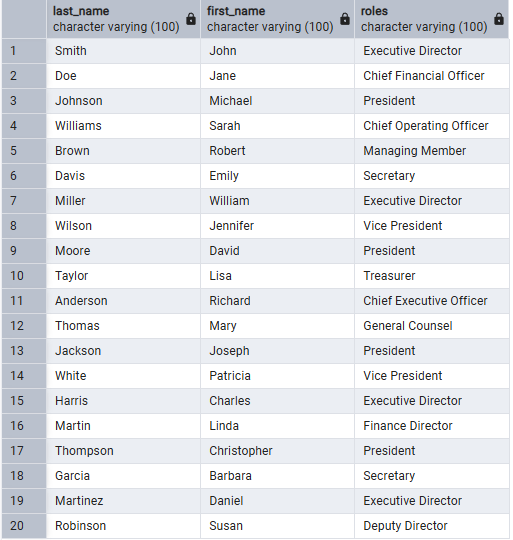 last_name first_name roles
character varying (100) character varying (100) character varying (100)
1 Smith John Executive Director
2 Doe Jane Chief Financial Officer
3 Johnson Michael President
4 Williams Sarah Chief Operating Officer
5 Brown Robert Managing Member
6 Davis Emily Secretary
7 Miller William Executive Director
8 Wilson Jennifer Vice President
9 Moore David President
10 Taylor Lisa Treasurer
11 Anderson Richard Chief Executive Officer
12 Thomas Mary General Counsel
13 Jackson Joseph President
14 White Patricia Vice President
15 Harris Charles Executive Director
16 Martin Linda Finance Director
17 Thompson Christopher President
18 Garcia Barbara Secretary
19 Martinez Daniel Executive Director
20 Robinson Susan Deputy Director